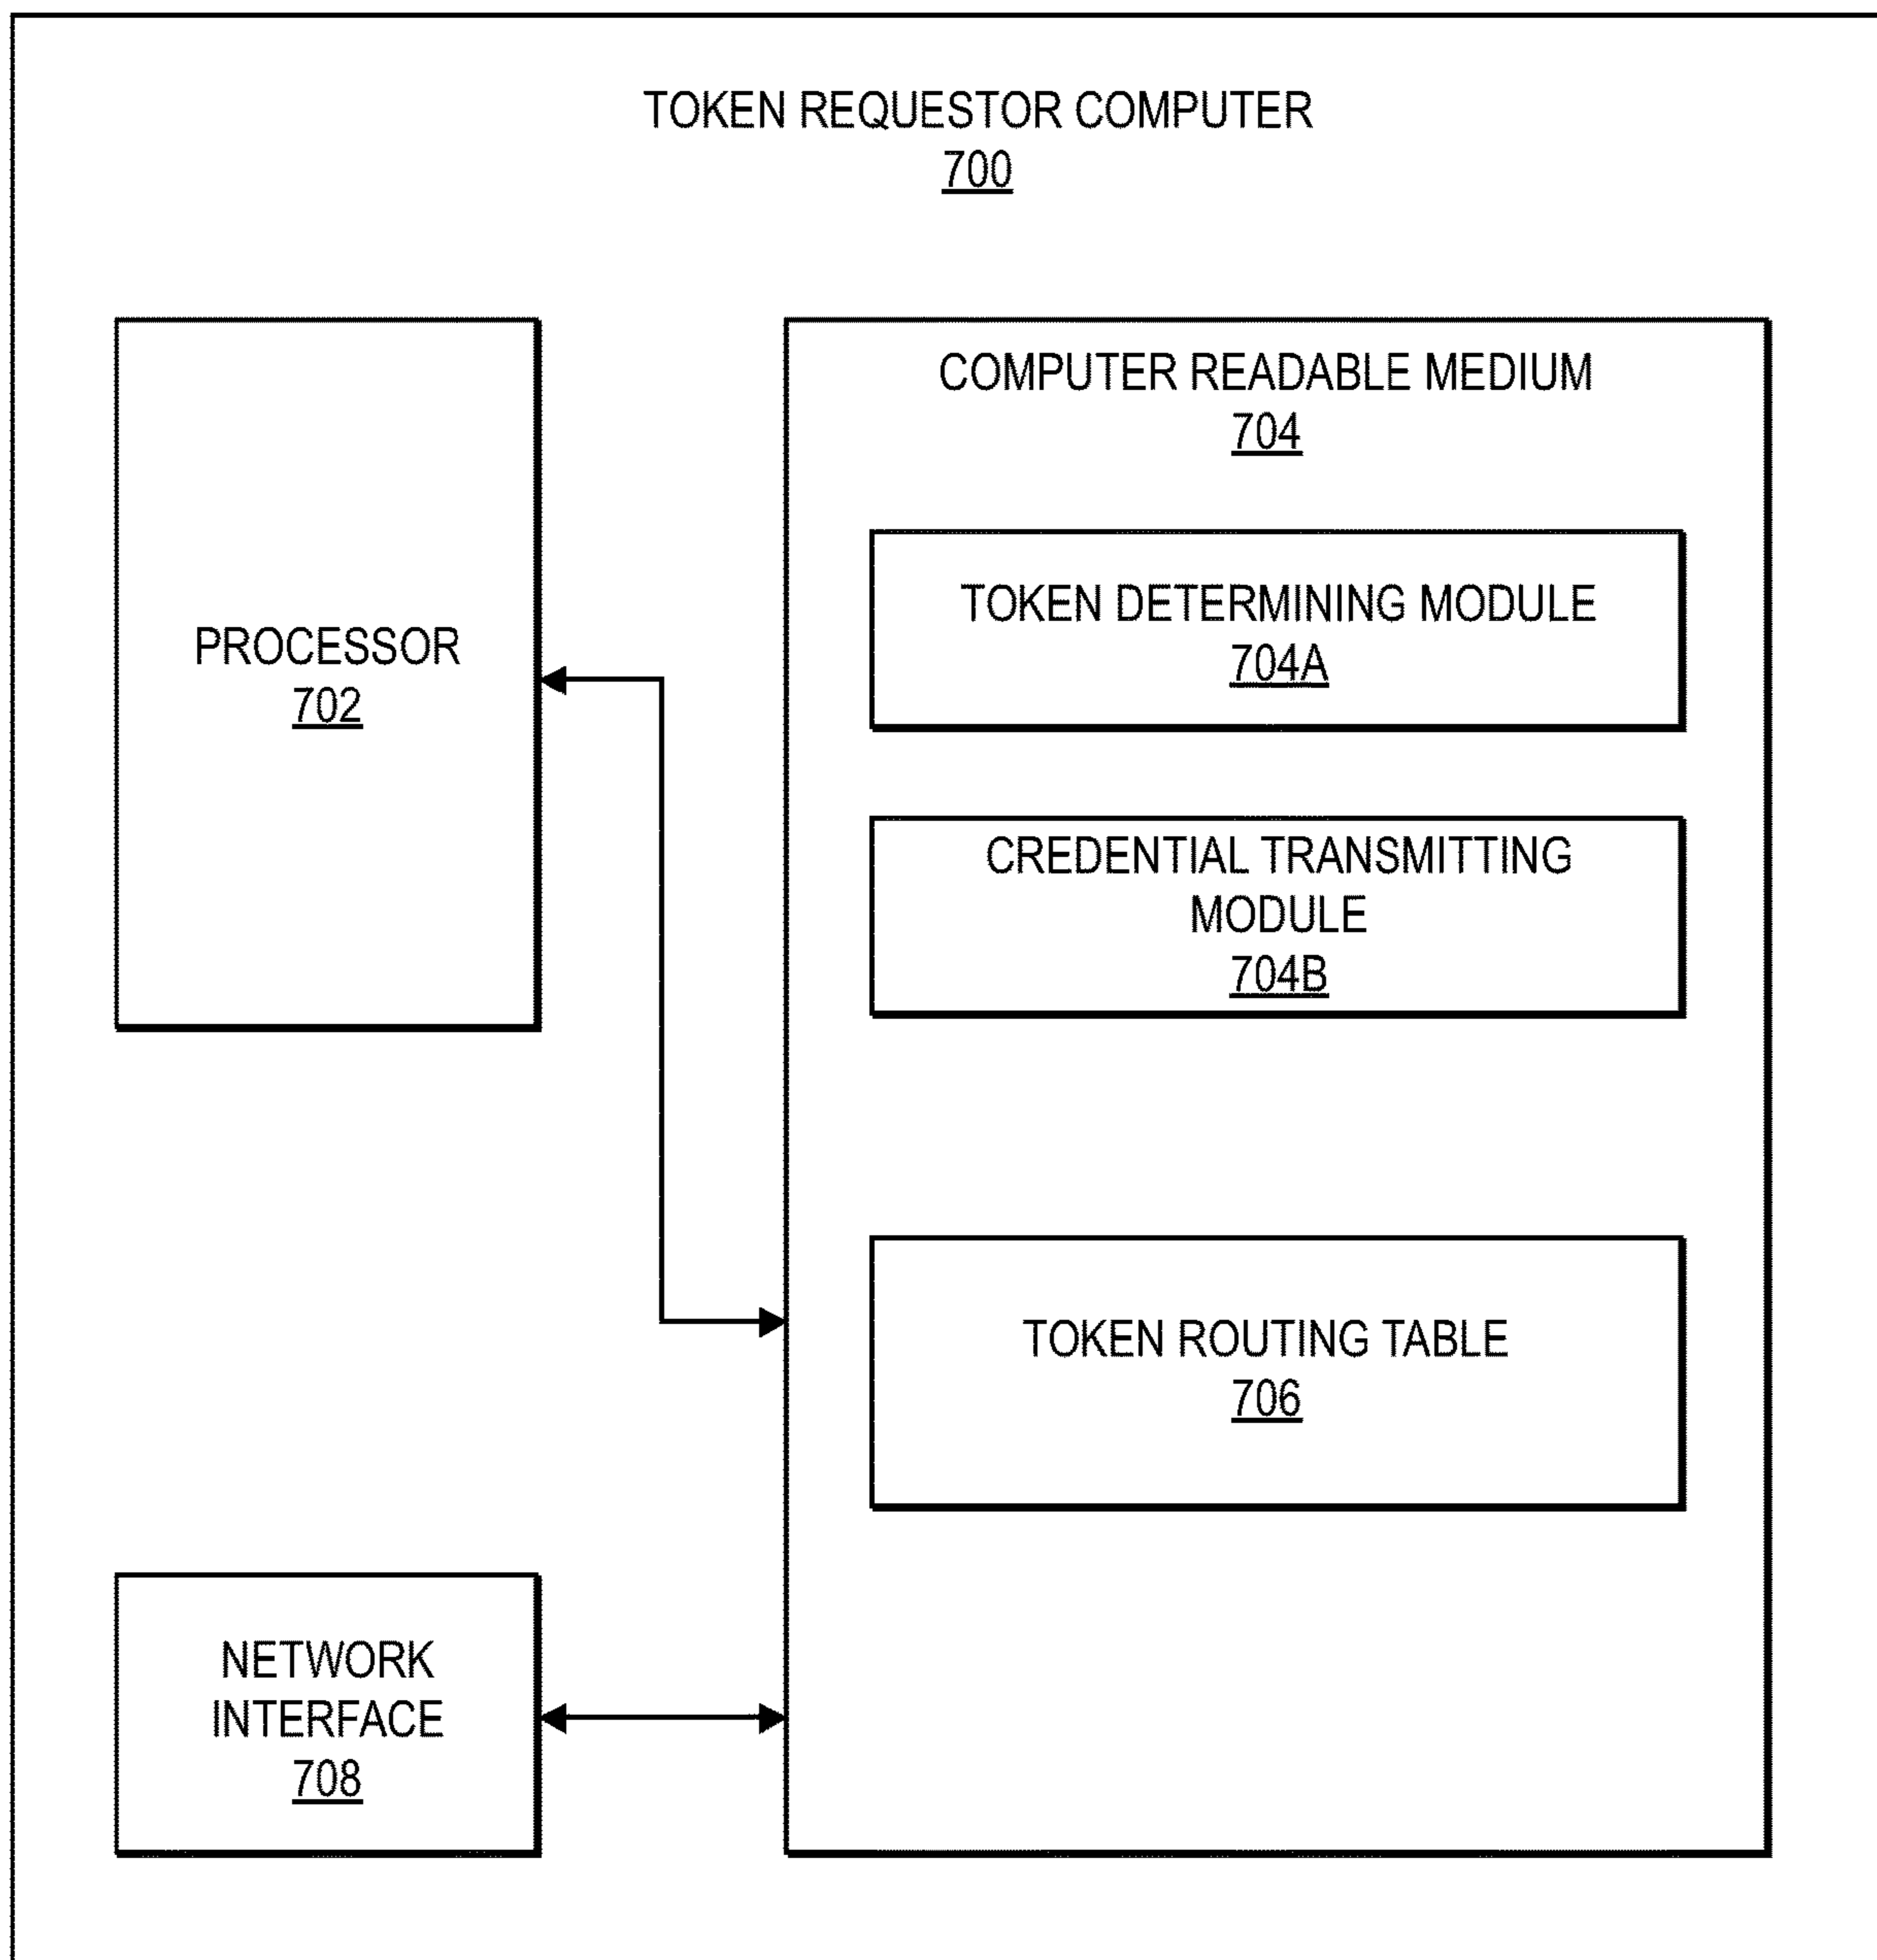 TOKEN REQUESTOR COMPUTER
700
COMPUTER READABLE MEDIUM
704
TOKEN DETERMINING MODULE
704A
PROCESSOR
702
CREDENTIAL TRANSMITTING
MODULE
704B
TOKEN ROUTING TABLE
706
NETWORK
INTERFACE
708